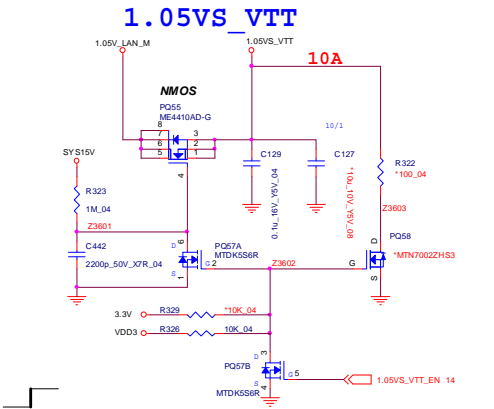 1.05VS_VTT
1.05V_LAN_M
1.05VS_VTT
10A
NMOS
PQ55
ME4410AD-G
8
7
6
5
3
2
1
4
10/1
SYS15V
C129
0.1u_16V_Y5V_04
C127
*10u_10V_Y5V_08
R322
*100_04
R323
1M_04
Z3601
Z3603
C442
2200p_50V_X7R_04
D
6
S
1
PQ57A
MTDK5S6R
G 2
Z3602
G
D
S
PQ58
*MTN7002ZHS3
3.3V
R329
*10K_04
VDD3
R326
10K_04
PQ57B
D
3
G 5
S
4
MTDK5S6R
1.05VS_VTT_EN 14